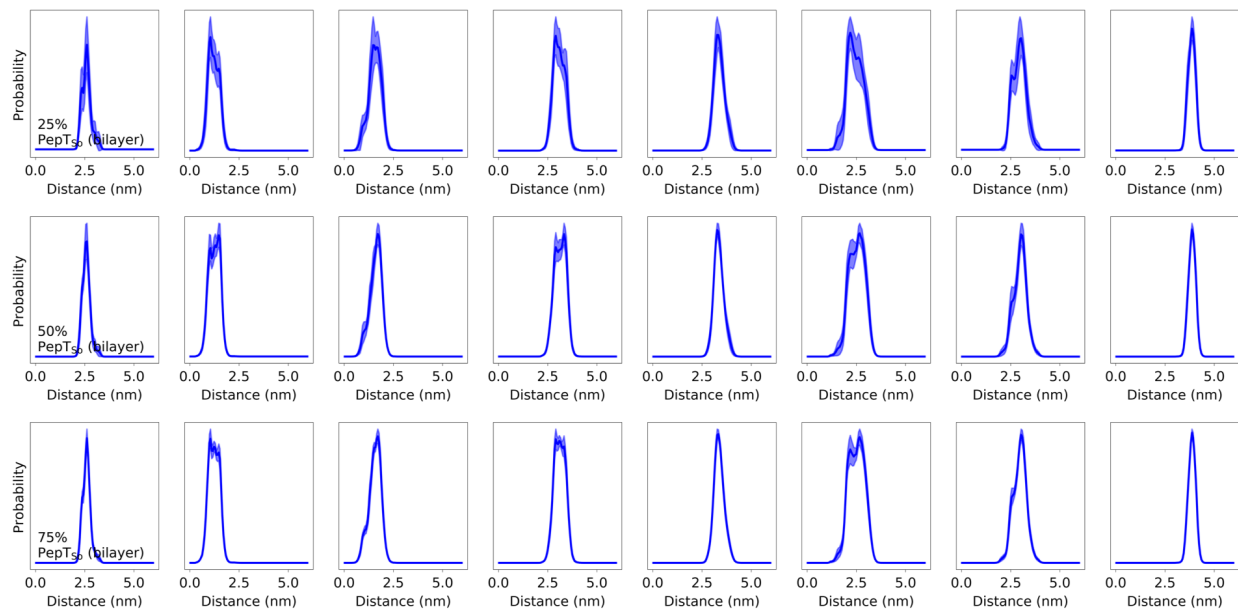 Probability
25%
PepT_So (bilayer)
0.0 2.5 5.0 0.0 2.5 5.0 0.0 2.5 5.0 0.0 2.5 5.0 0.0 2.5 5.0 0.0 2.5 5.0 0.0 2.5 5.0 0.0 2.5 5.0
Distance (nm) Distance (nm) Distance (nm) Distance (nm) Distance (nm) Distance (nm) Distance (nm) Distance (nm)
Probability
50%
PepT_So (bilayer)
0.0 2.5 5.0 0.0 2.5 5.0 0.0 2.5 5.0 0.0 2.5 5.0 0.0 2.5 5.0 0.0 2.5 5.0 0.0 2.5 5.0 0.0 2.5 5.0
Distance (nm) Distance (nm) Distance (nm) Distance (nm) Distance (nm) Distance (nm) Distance (nm) Distance (nm)
Probability
75%
PepT_So (bilayer)
0.0 2.5 5.0 0.0 2.5 5.0 0.0 2.5 5.0 0.0 2.5 5.0 0.0 2.5 5.0 0.0 2.5 5.0 0.0 2.5 5.0 0.0 2.5 5.0
Distance (nm) Distance (nm) Distance (nm) Distance (nm) Distance (nm) Distance (nm) Distance (nm) Distance (nm)